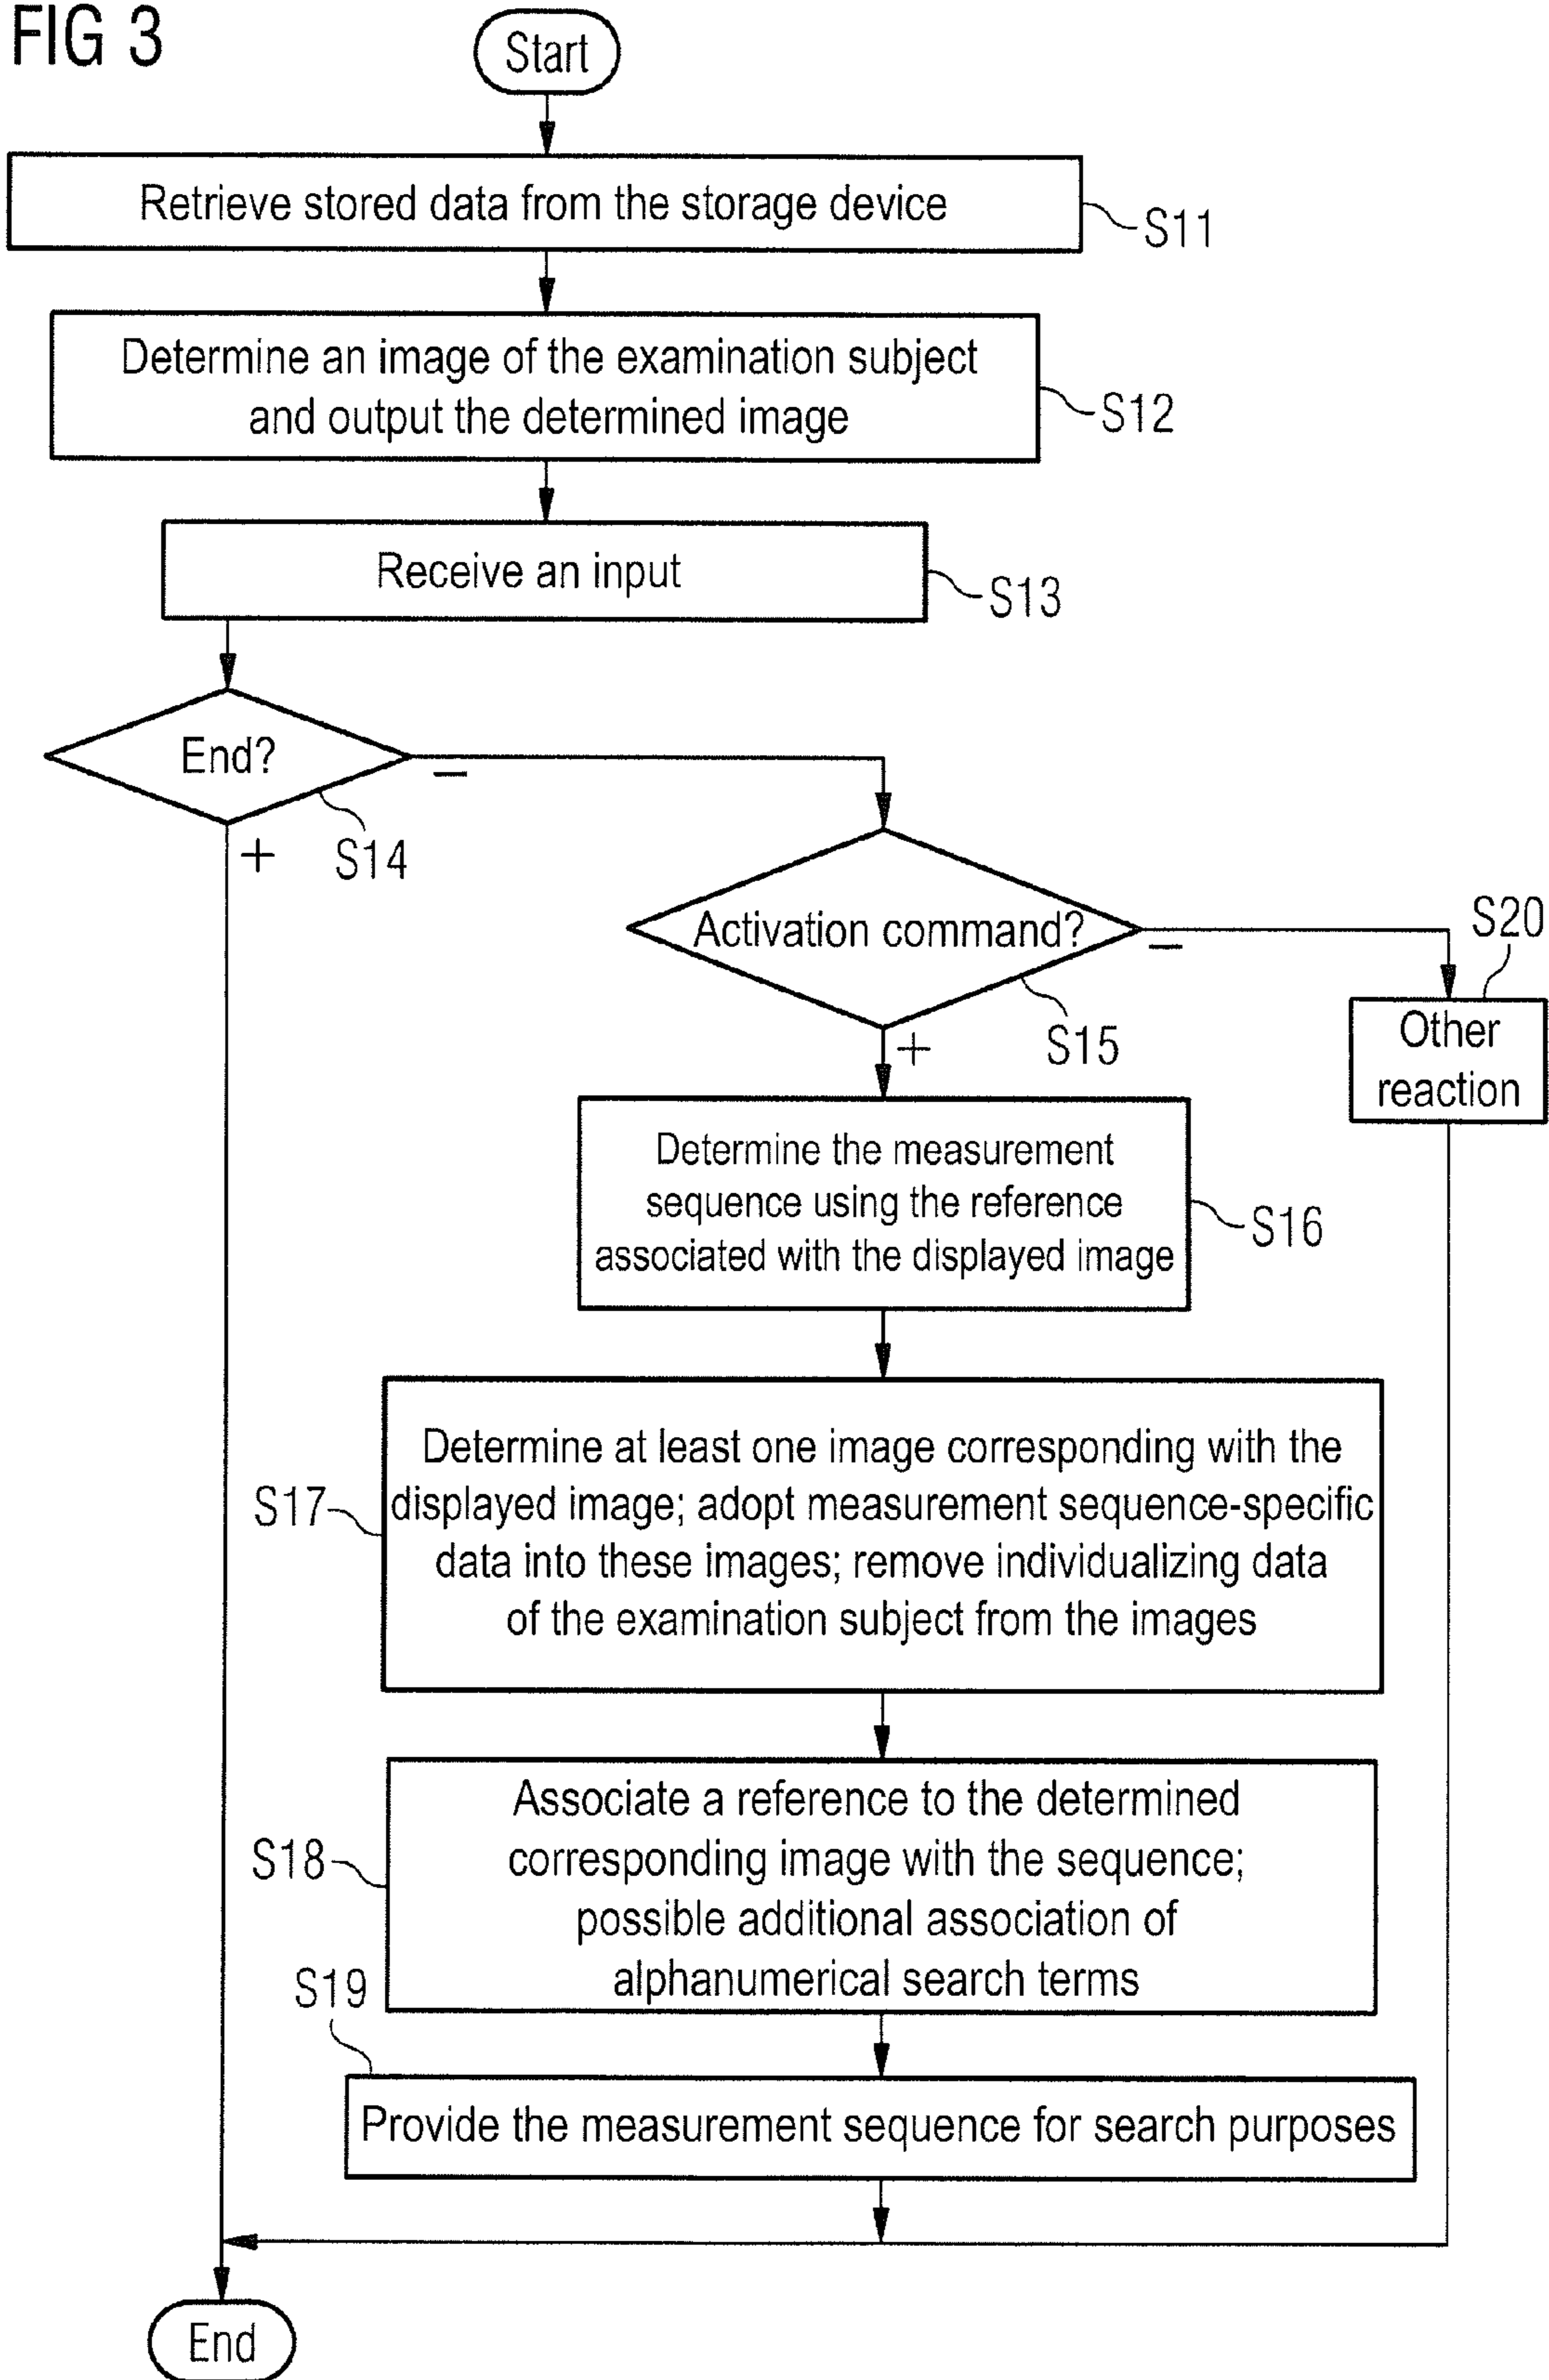 FIG 3
Start
Retrieve stored data from the storage device
S11
Determine an image of the examination subject
and output the determined image
S12
Receive an input
S13
End?
–
+
S14
Activation command?
–
+
S15
S20
Other
reaction
Determine the measurement
sequence using the reference
associated with the displayed image
S16
S17
Determine at least one image corresponding with the
displayed image; adopt measurement sequence-specific
data into these images; remove individualizing data
of the examination subject from the images
S18
Associate a reference to the determined
corresponding image with the sequence;
possible additional association of
alphanumerical search terms
S19
Provide the measurement sequence for search purposes
End